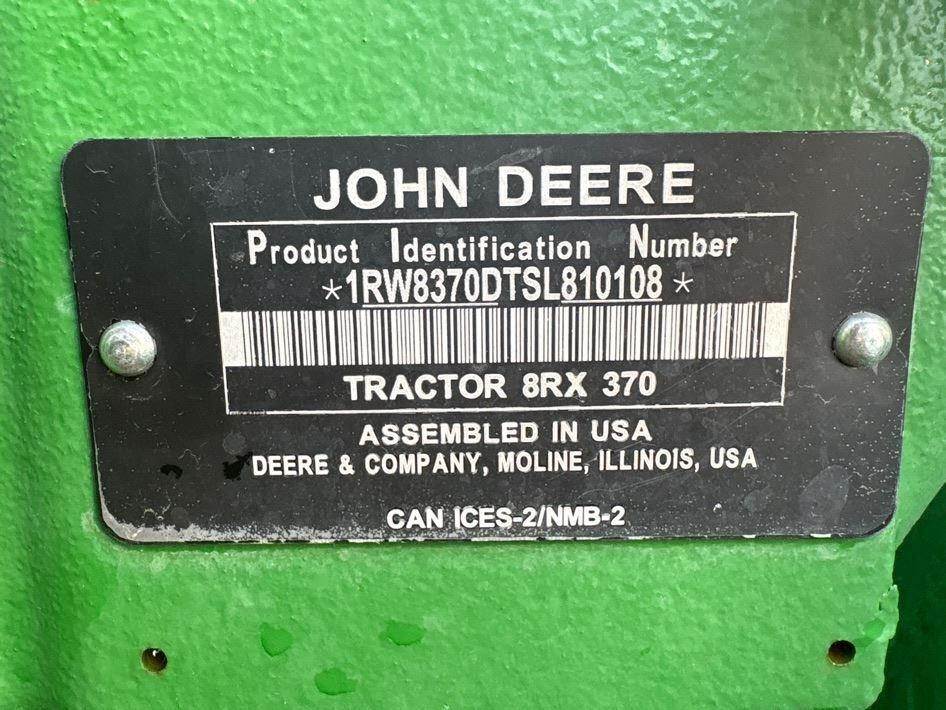 JOHN DEERE
Product Identification Number
*1RW8370DTSL810108*
TRACTOR 8RX 370
ASSEMBLED IN USA
DEERE & COMPANY, MOLINE, ILLINOIS, USA
CAN ICES-2/NMB-2